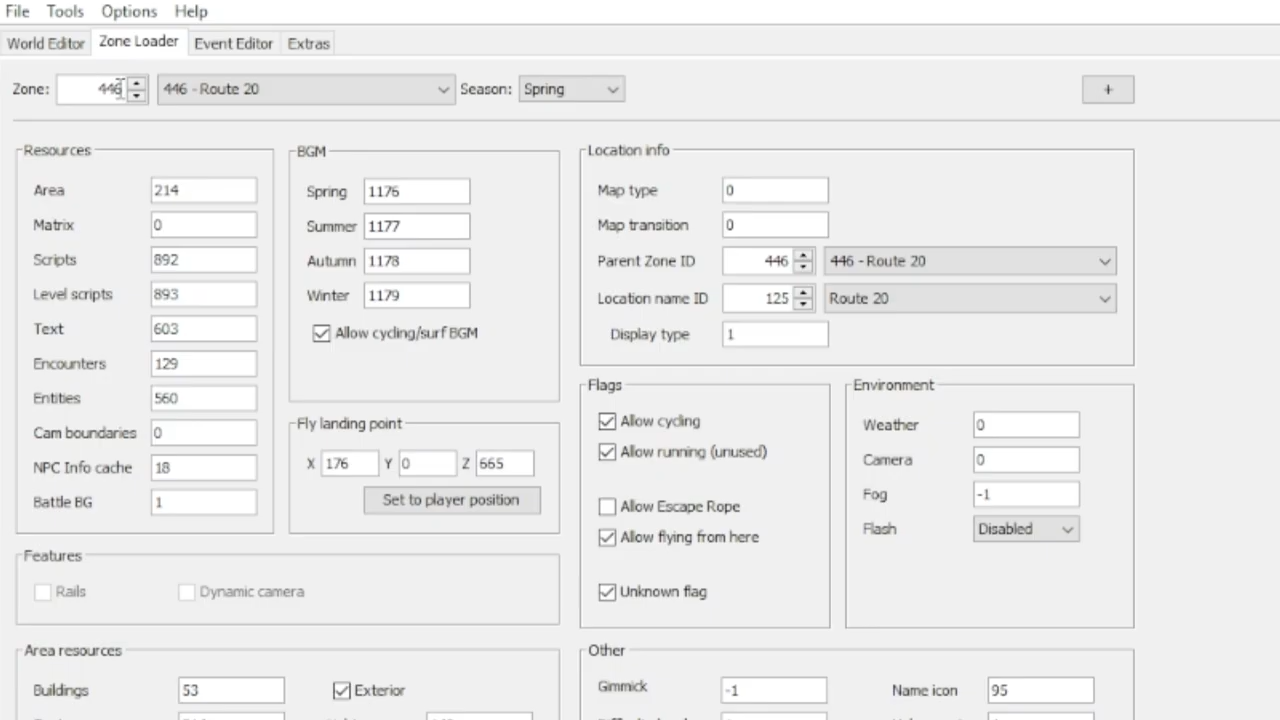 File Tools Options Help
World Editor Zone Loader Event Editor Extras
Zone: 446 446 - Route 20 Season: Spring +
Resources
Area 214
Matrix 0
Scripts 892
Level scripts 893
Text 603
Encounters 129
Entities 560
Cam boundaries 0
NPC Info cache 18
Battle BG 1
BGM
Spring 1176
Summer 1177
Autumn 1178
Winter 1179
Allow cycling/surf BGM
Fly landing point
X 176 Y 0 Z 665
Set to player position
Location info
Map type 0
Map transition 0
Parent Zone ID 446 446 - Route 20
Location name ID 125 Route 20
Display type 1
Flags
Allow cycling
Allow running (unused)
Allow Escape Rope
Allow flying from here
Unknown flag
Environment
Weather 0
Camera 0
Fog -1
Flash Disabled
Features
Rails Dynamic camera
Area resources
Buildings 53 Exterior
Other
Gimmick -1 Name icon 95